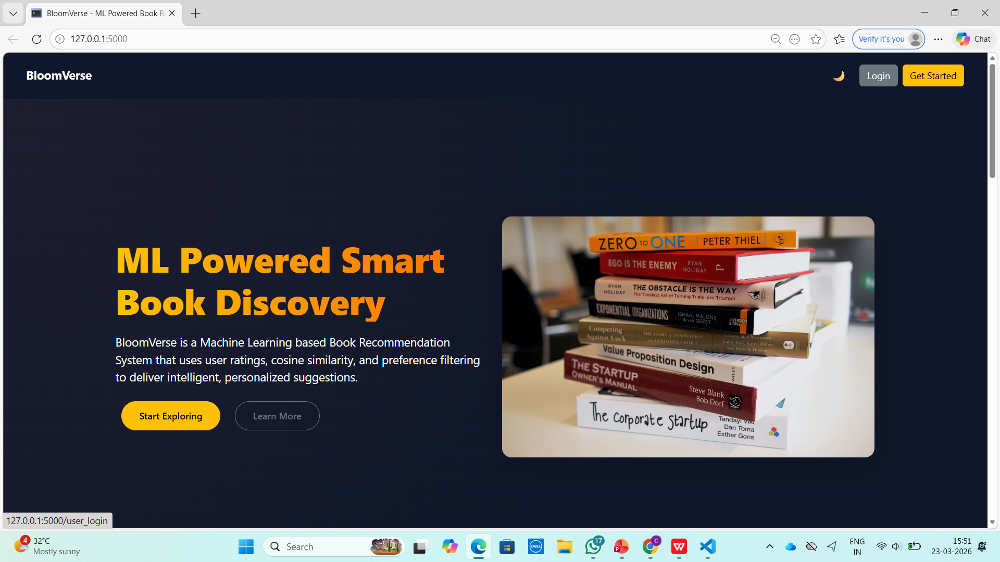 BloomVerse - ML Powered Book R
127.0.0.1:5000
Verify it's you
Chat
BloomVerse
Login
Get Started
ML Powered Smart
Book Discovery
BloomVerse is a Machine Learning based Book Recommendation
System that uses user ratings, cosine similarity, and preference filtering
to deliver intelligent, personalized suggestions.
Start Exploring
Learn More
ZERO TO ONE PETER THIEL
EGO IS THE ENEMY RYAN HOLIDAY P
RYAN HOLIDAY THE OBSTACLE IS THE WAY
The Timeless Art of Turning Trials into Triumph
EXPONENTIAL ORGANIZATIONS ISMAIL, MALONE & VAN GEEST DIVERSION BOOKS
Competing Against Luck THE STORY of INNOVATION and CUSTOMER CHOICE Clayton M. Christensen
Taddy Hall, Karen Dillon,
and David S. Duncan
Value Proposition Design WILEY
THE STARTUP
OWNER'S MANUAL
Steve Blank
Bob Dorf
The corporate startup
Tendayi Viki
Dan Toma
Esther Gons
127.0.0.1:5000/user_login
4
32°C
Mostly sunny
Search
DELL
17
P
C
W
ENG
IN
15:51
23-03-2026